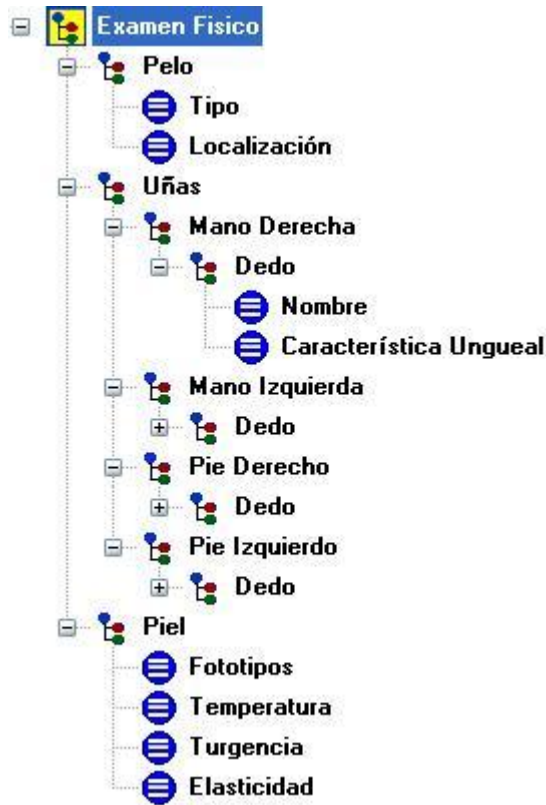 Examen Fisico
Pelo
Tipo
Localización
Uñas
Mano Derecha
Dedo
Nombre
Característica Ungueal
Mano Izquierda
Dedo
Pie Derecho
Dedo
Pie Izquierdo
Dedo
Piel
Fototipos
Temperatura
Turgencia
Elasticidad